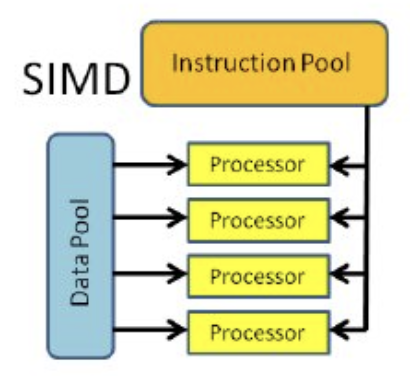 SIMD
Instruction Pool
Data Pool
Processor
Processor
Processor
Processor